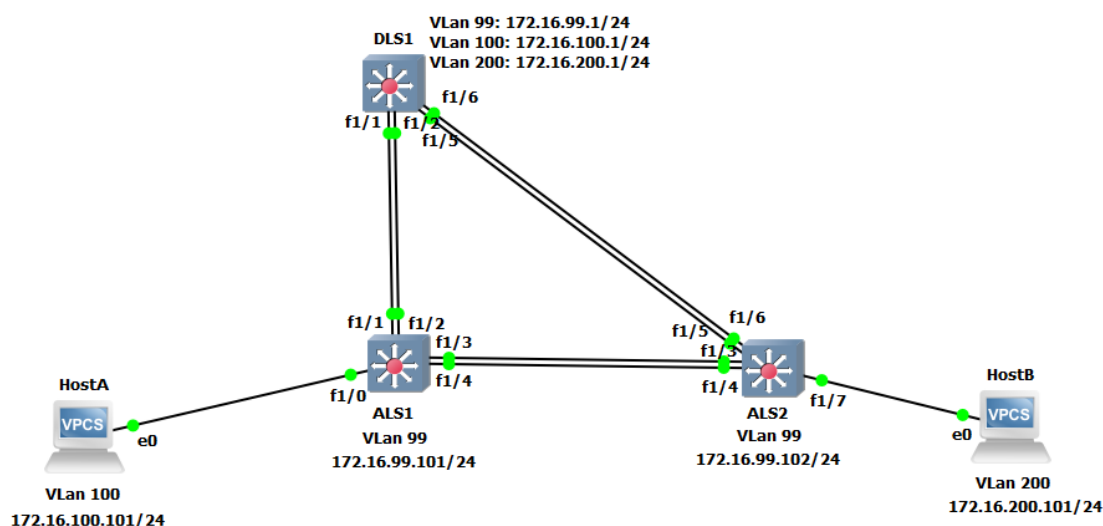 VLan 99: 172.16.99.1/24
DLS1
VLan 100: 172.16.100.1/24
VLan 200: 172.16.200.1/24
f1/6
f1/1
f1/2
f1/5
f1/1
f1/2
f1/3
f1/4
f1/0
ALS1
VLan 99
172.16.99.101/24
f1/6
f1/5
f1/3
f1/4
f1/7
ALS2
VLan 99
172.16.99.102/24
HostA
VPCS
e0
VLan 100
172.16.100.101/24
HostB
VPCS
e0
VLan 200
172.16.200.101/24